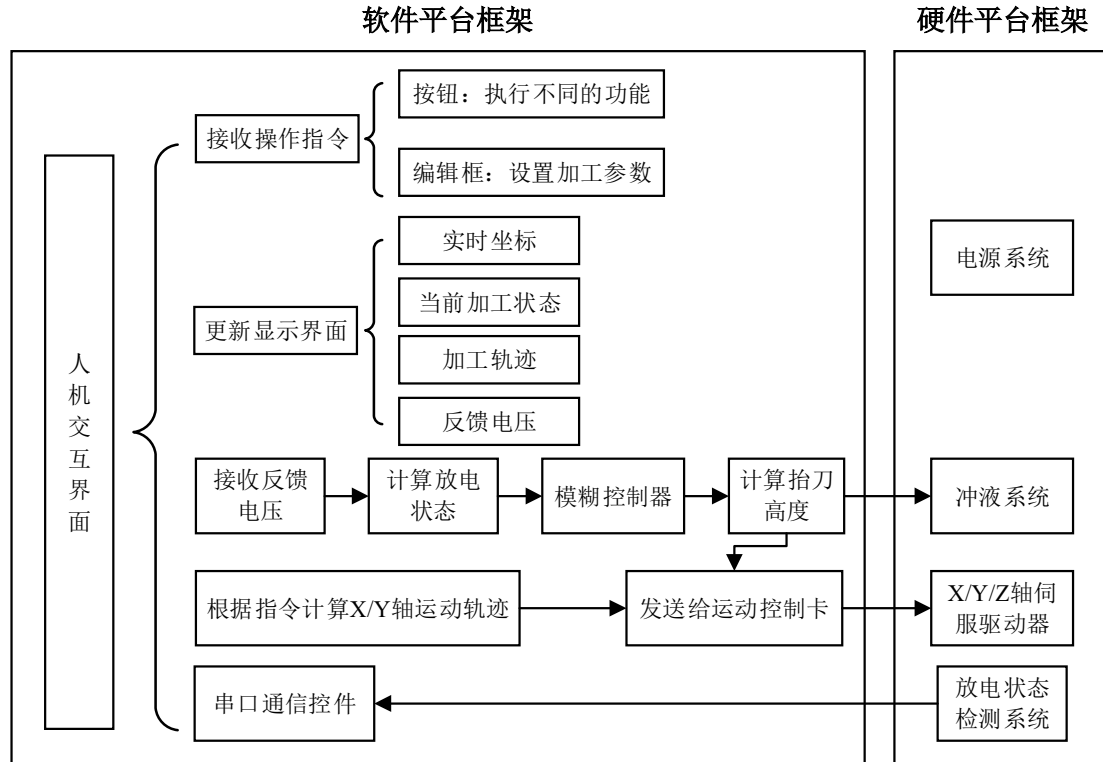 软件平台框架
硬件平台框架
人
机
交
互
界
面
接收操作指令
按钮：执行不同的功能
编辑框：设置加工参数
更新显示界面
实时坐标
当前加工状态
加工轨迹
反馈电压
接收反馈
电压
计算放电
状态
模糊控制器
计算抬刀
高度
根据指令计算X/Y轴运动轨迹
发送给运动控制卡
串口通信控件
电源系统
冲液系统
X/Y/Z轴伺
服驱动器
放电状态
检测系统